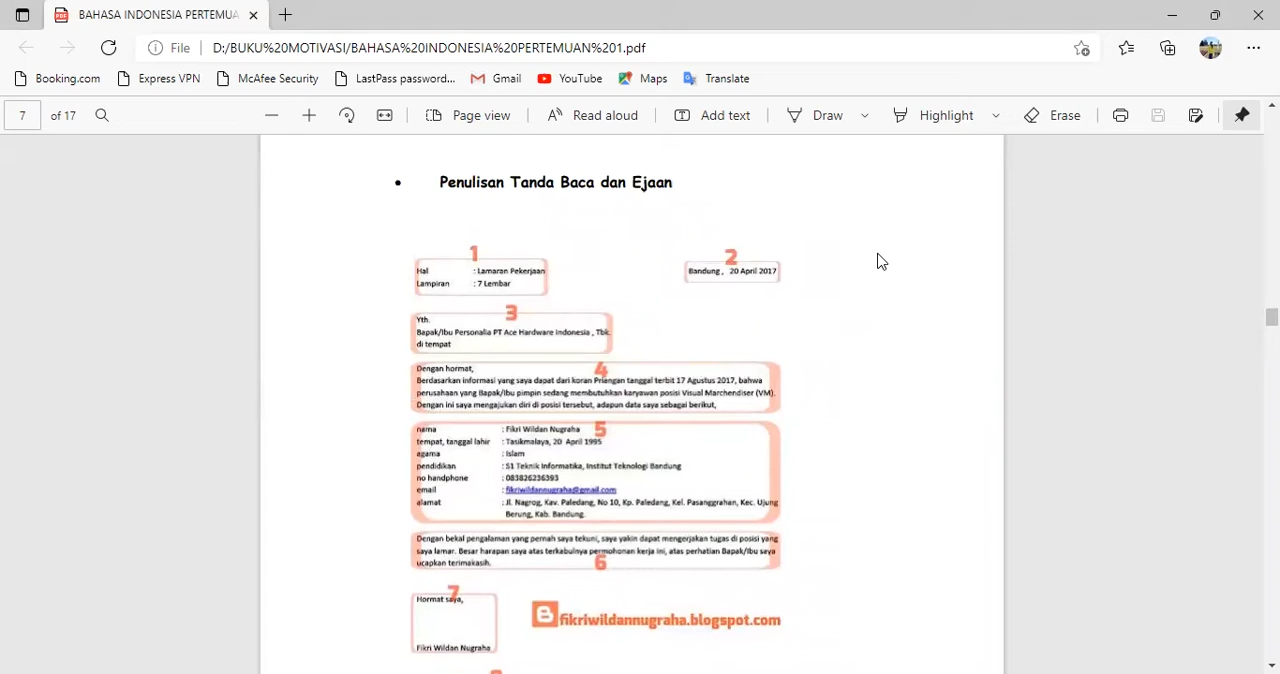 BAHASA INDONESIA PERTEMUA
File D:/BUKU%20MOTIVASI/BAHASA%20INDONESIA%20PERTEMUAN%201.pdf
Booking.com Express VPN McAfee Security LastPass password... Gmail YouTube Maps Translate
7 of 17 Page view Read aloud Add text Draw Highlight Erase
• Penulisan Tanda Baca dan Ejaan
1 2
Hal : Lamaran Pekerjaan Bandung, 20 April 2017
Lampiran : 7 Lembar
3
Yth.
Bapak/Ibu Personalia PT Ace Hardware Indonesia , Tbk.
di tempat
4
Dengan hormat,
Berdasarkan informasi yang saya dapat dari koran Priangan tanggal terbit 17 Agustus 2017, bahwa
perusahaan yang Bapak/Ibu pimpin sedang membutuhkan karyawan posisi Visual Marchendiser (VM).
Dengan ini saya mengajukan diri di posisi tersebut, adapun data saya sebagai berikut,
5
nama : Fikri Wildan Nugraha
tempat, tanggal lahir : Tasikmalaya, 20 April 1995
agama : Islam
pendidikan : S1 Teknik Informatika, Institut Teknologi Bandung
no handphone : 083826236393
email : fikriwildannugraha@gmail.com
alamat : Jl. Nagrog, Kav. Paledang, No 10, Kp. Paledang, Kel. Pasanggrahan, Kec. Ujung
Berung, Kab. Bandung.
Dengan bekal pengalaman yang pernah saya tekuni, saya yakin dapat mengerjakan tugas di posisi yang
saya lamar. Besar harapan saya atas terkabulnya permohonan kerja ini, atas perhatian Bapak/Ibu saya
ucapkan terimakasih.
6
7
Hormat saya,
fikriwildannugraha.blogspot.com
Fikri Wildan Nugraha